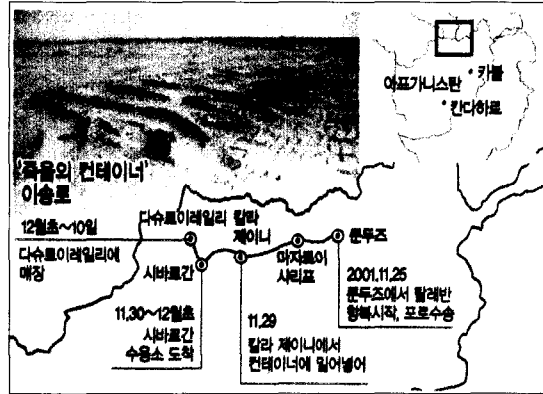 '죽음의 컨테이너'
이송로
아프가니스탄
카불
칸다하르
12월초~10일
다슈트이레일리에
매장
다슈트이레일리
칼라
제이니
시바르간
마자르이
샤리프
쿤두즈
11.30~12월초
시바르간
수용소 도착
11.29
칼라 제이니에서
컨테이너에 밀어넣어
2001.11.25
쿤두즈에서 탈레반
항복시작, 포로수송